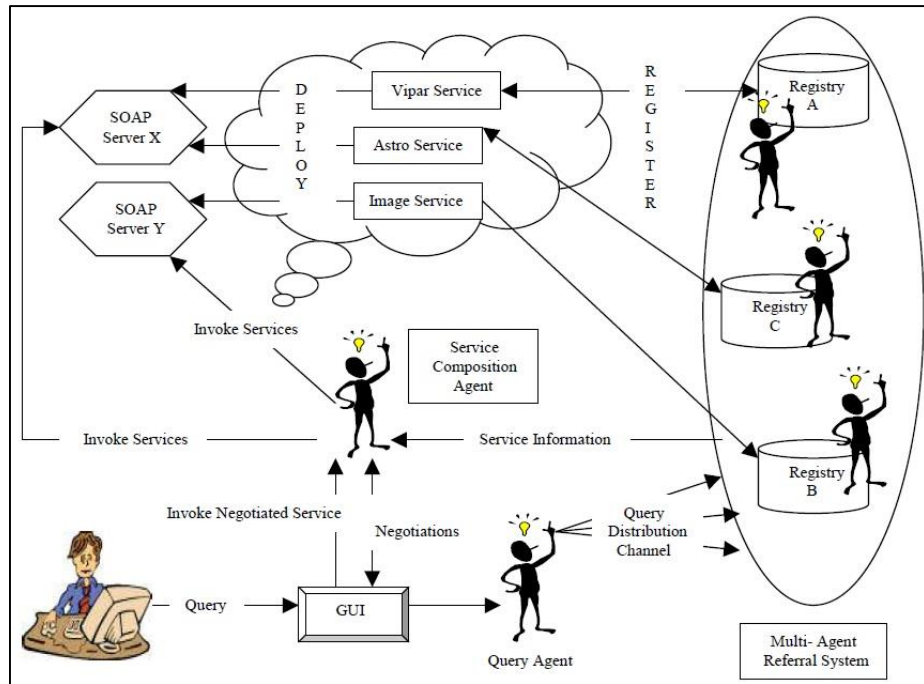 SOAP
Server X
SOAP
Server Y
DEPLOY
Vipar Service
Astro Service
Image Service
REGISTER
Registry
A
Registry
C
Registry
B
Invoke Services
Service
Composition
Agent
Invoke Services
Service Information
Invoke Negotiated Service
Negotiations
Query
Distribution
Channel
Query
GUI
Query Agent
Multi- Agent
Referral System